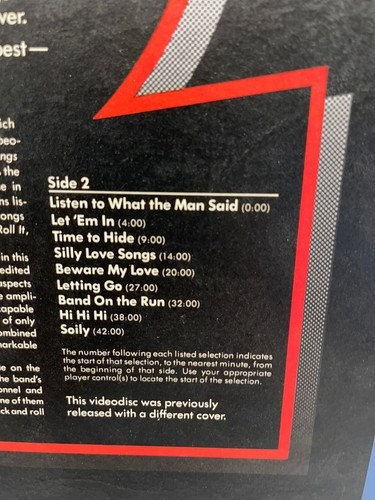 ver.
best—
ich
peo-
ngs
the
e in
ns lis-
ongs
Roll It,
in this
edited
aspects
e ampli-
capable
of only
ombined
markable
e on the
he band's
onnel and
me of them
ck and roll
Side 2
Listen to What the Man Said (0:00)
Let 'Em In (4:00)
Time to Hide (9:00)
Silly Love Songs (14:00)
Beware My Love (20:00)
Letting Go (27:00)
Band On the Run (32:00)
Hi Hi Hi (38:00)
Soily (42:00)
The number following each listed selection indicates
the start of that selection, to the nearest minute, from
the beginning of that side. Use your appropriate
player control(s) to locate the start of the selection.
This videodisc was previously
released with a different cover.